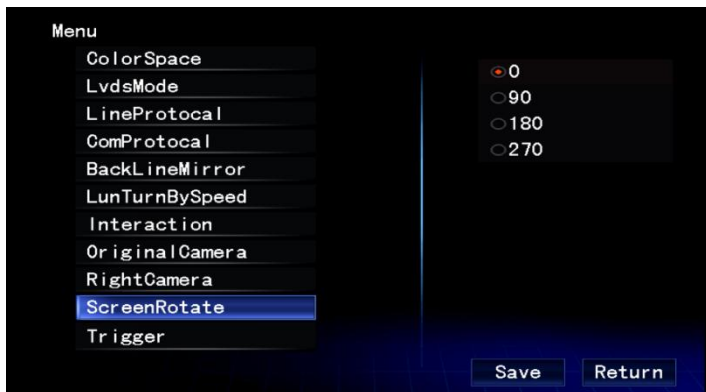 Menu
ColorSpace
LvdsMode
LineProtocal
ComProtocal
BackLineMirror
LunTurnBySpeed
Interaction
OriginalCamera
RightCamera
ScreenRotate
Trigger
0
90
180
270
Save
Return